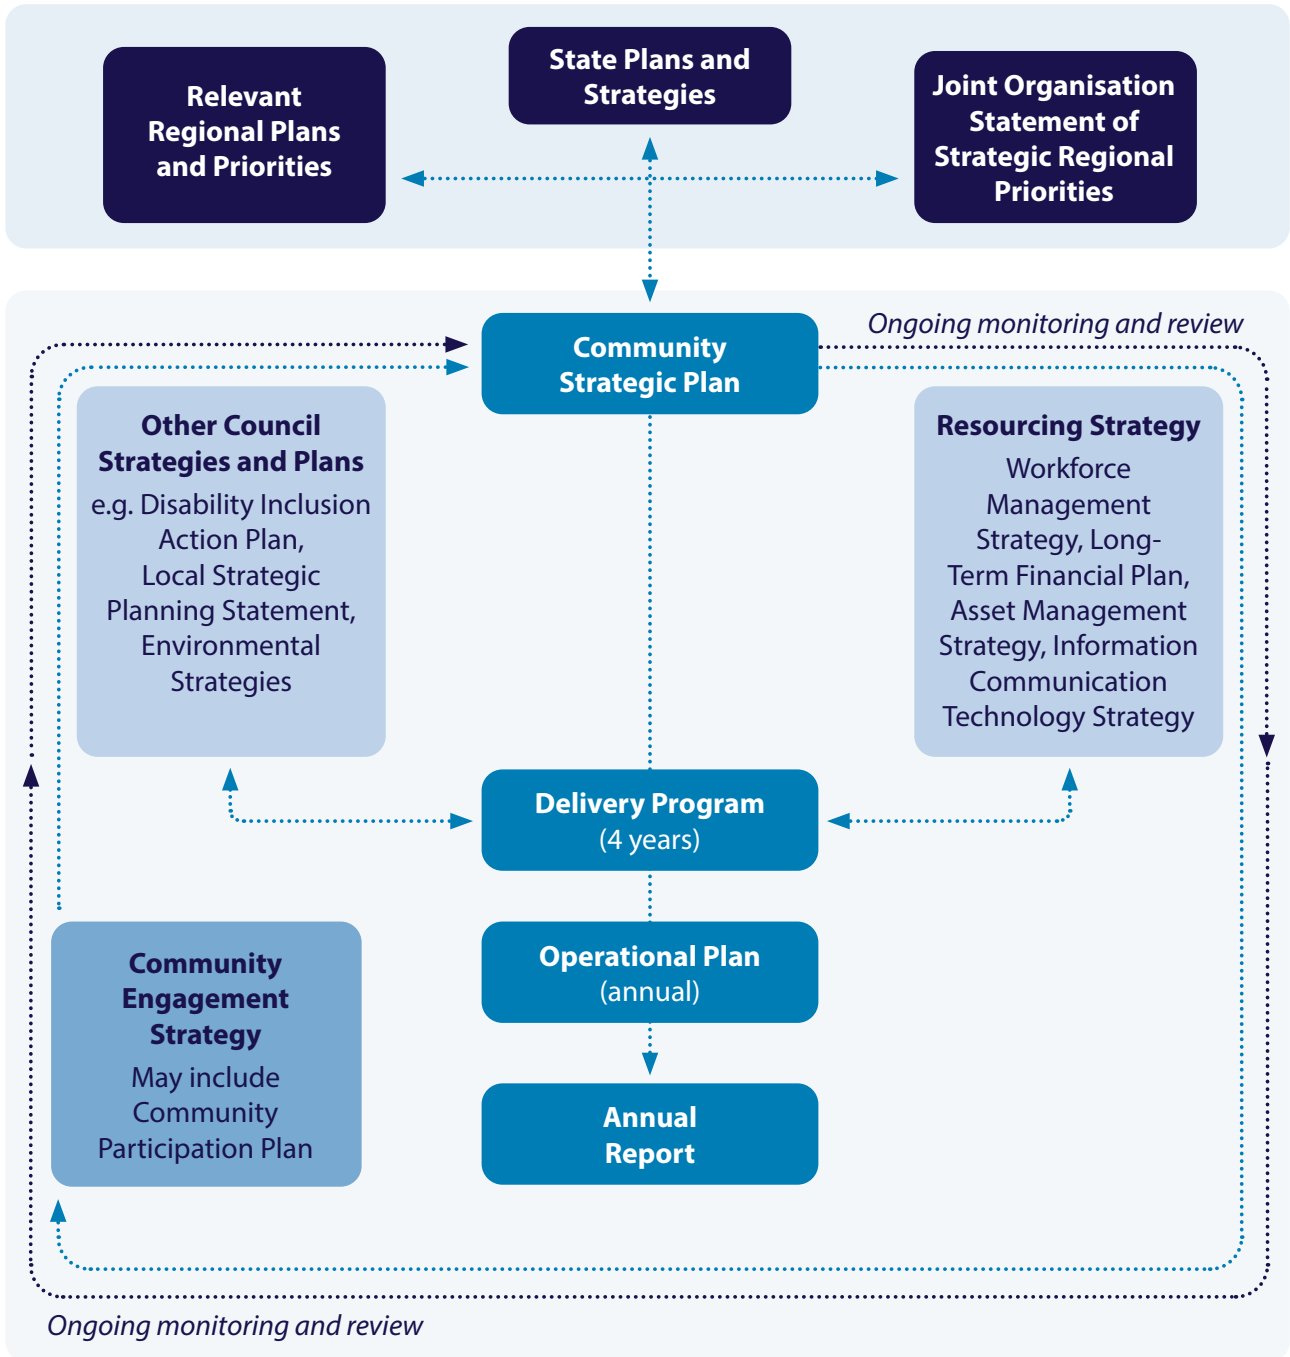 Relevant
Regional Plans
and Priorities
State Plans and
Strategies
Joint Organisation
Statement of
Strategic Regional
Priorities
Community
Strategic Plan
Ongoing monitoring and review
Other Council
Strategies and Plans
e.g. Disability Inclusion
Action Plan,
Local Strategic
Planning Statement,
Environmental
Strategies
Resourcing Strategy
Workforce
Management
Strategy, Long-
Term Financial Plan,
Asset Management
Strategy, Information
Communication
Technology Strategy
Delivery Program
(4 years)
Community
Engagement
Strategy
May include
Community
Participation Plan
Operational Plan
(annual)
Annual
Report
Ongoing monitoring and review